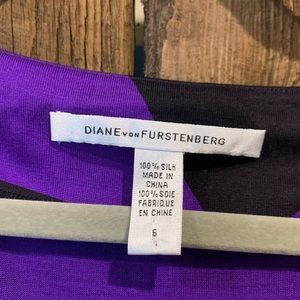 DIANE VON FURSTENBERG
100% SILK
MADE IN
CHINA
100% SOIE
FABRIQUE
EN CHINE
6